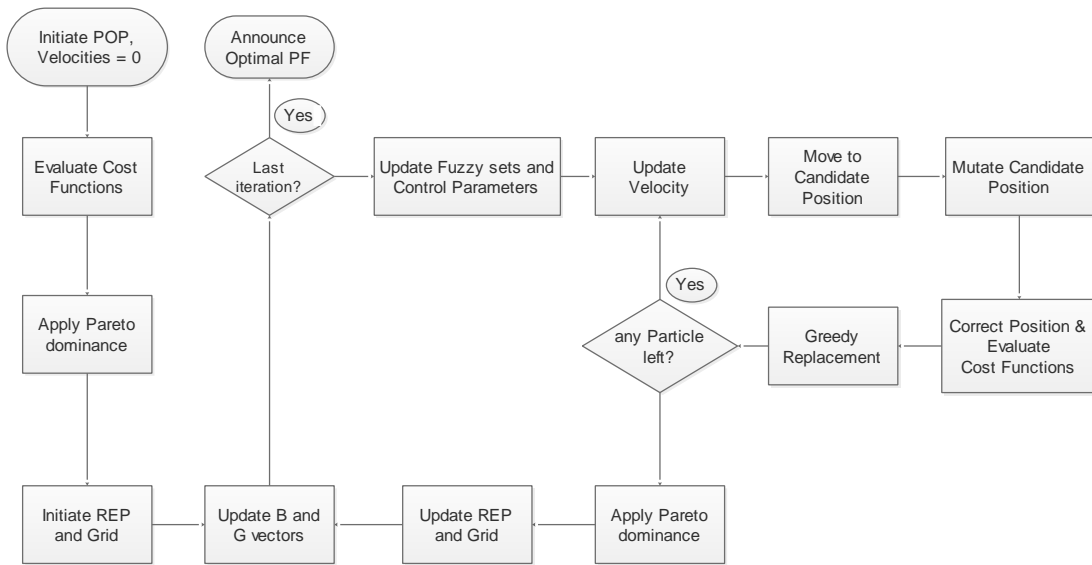 Initiate POP,
Velocities = 0
Announce
Optimal PF
Yes
Evaluate Cost
Functions
Last
iteration?
Update Fuzzy sets and
Control Parameters
Update
Velocity
Move to
Candidate
Position
Mutate Candidate
Position
Yes
Apply Pareto
dominance
any Particle
left?
Greedy
Replacement
Correct Position &
Evaluate
Cost Functions
Initiate REP
and Grid
Update B and
G vectors
Update REP
and Grid
Apply Pareto
dominance